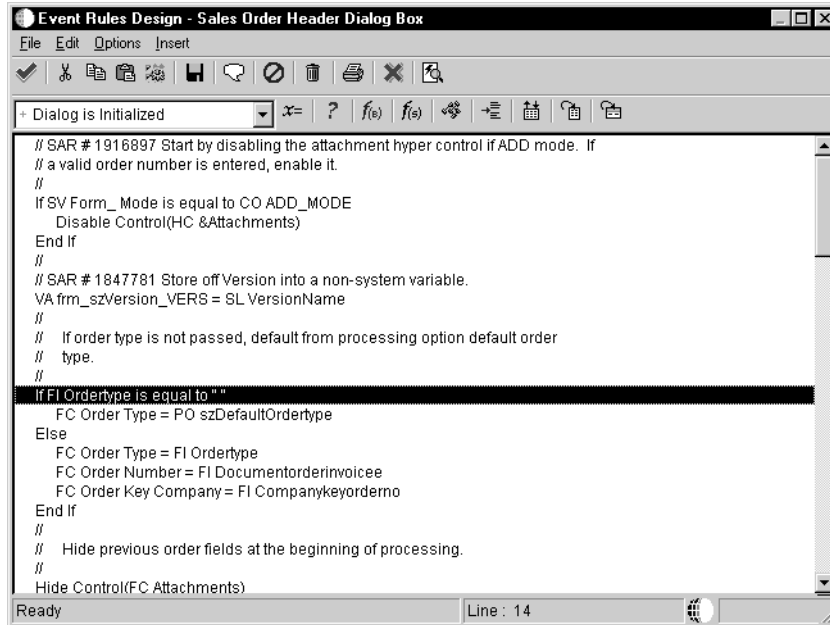 Event Rules Design - Sales Order Header Dialog Box
File Edit Options Insert
+ Dialog is Initialized
x= ? f(B) f(S)
// SAR # 1916897 Start by disabling the attachment hyper control if ADD mode. If
// a valid order number is entered, enable it.
//
If SV Form_ Mode is equal to CO ADD_MODE
Disable Control(HC &Attachments)
End If
//
// SAR # 1847781 Store off Version into a non-system variable.
VA frm_szVersion_VERS = SL VersionName
//
// If order type is not passed, default from processing option default order
// type.
//
If FI Ordertype is equal to " "
FC Order Type = PO szDefaultOrdertype
Else
FC Order Type = FI Ordertype
FC Order Number = FI Documentorderinvoicee
FC Order Key Company = FI Companykeyorderno
End If
//
// Hide previous order fields at the beginning of processing.
//
Hide Control(FC Attachments)
Ready Line : 14